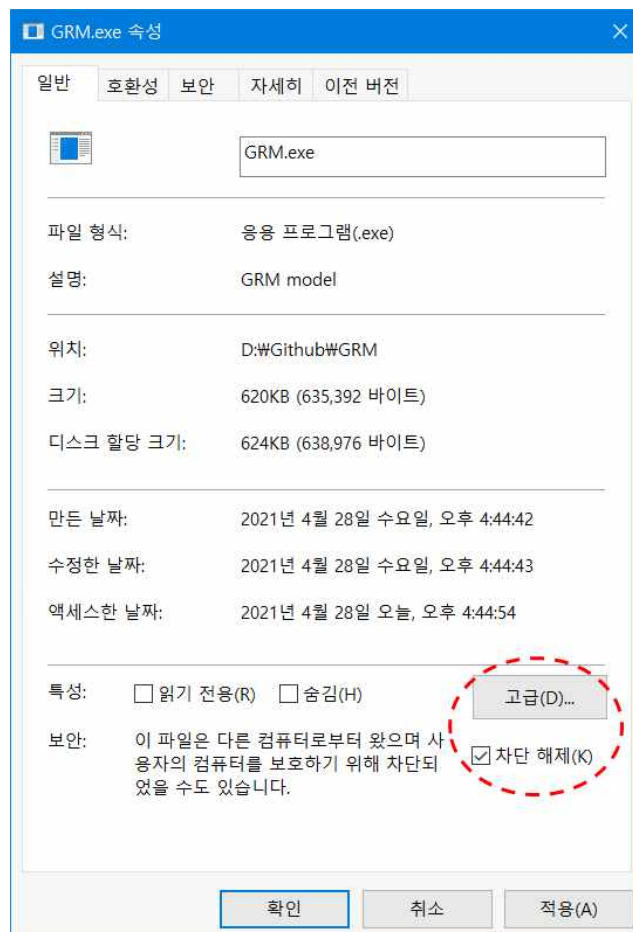 GRM.exe 속성
일반 호환성 보안 자세히 이전 버전
GRM.exe
파일 형식: 응용 프로그램(.exe)
설명: GRM model
위치: D:₩Github₩GRM
크기: 620KB (635,392 바이트)
디스크 할당 크기: 624KB (638,976 바이트)
만든 날짜: 2021년 4월 28일 수요일, 오후 4:44:42
수정한 날짜: 2021년 4월 28일 수요일, 오후 4:44:43
액세스한 날짜: 2021년 4월 28일 오늘, 오후 4:44:54
특성: 읽기 전용(R) 숨김(H) 고급(D)...
보안: 이 파일은 다른 컴퓨터로부터 왔으며 사
용자의 컴퓨터를 보호하기 위해 차단되 차단 해제(K)
었을 수도 있습니다.
확인 취소 적용(A)